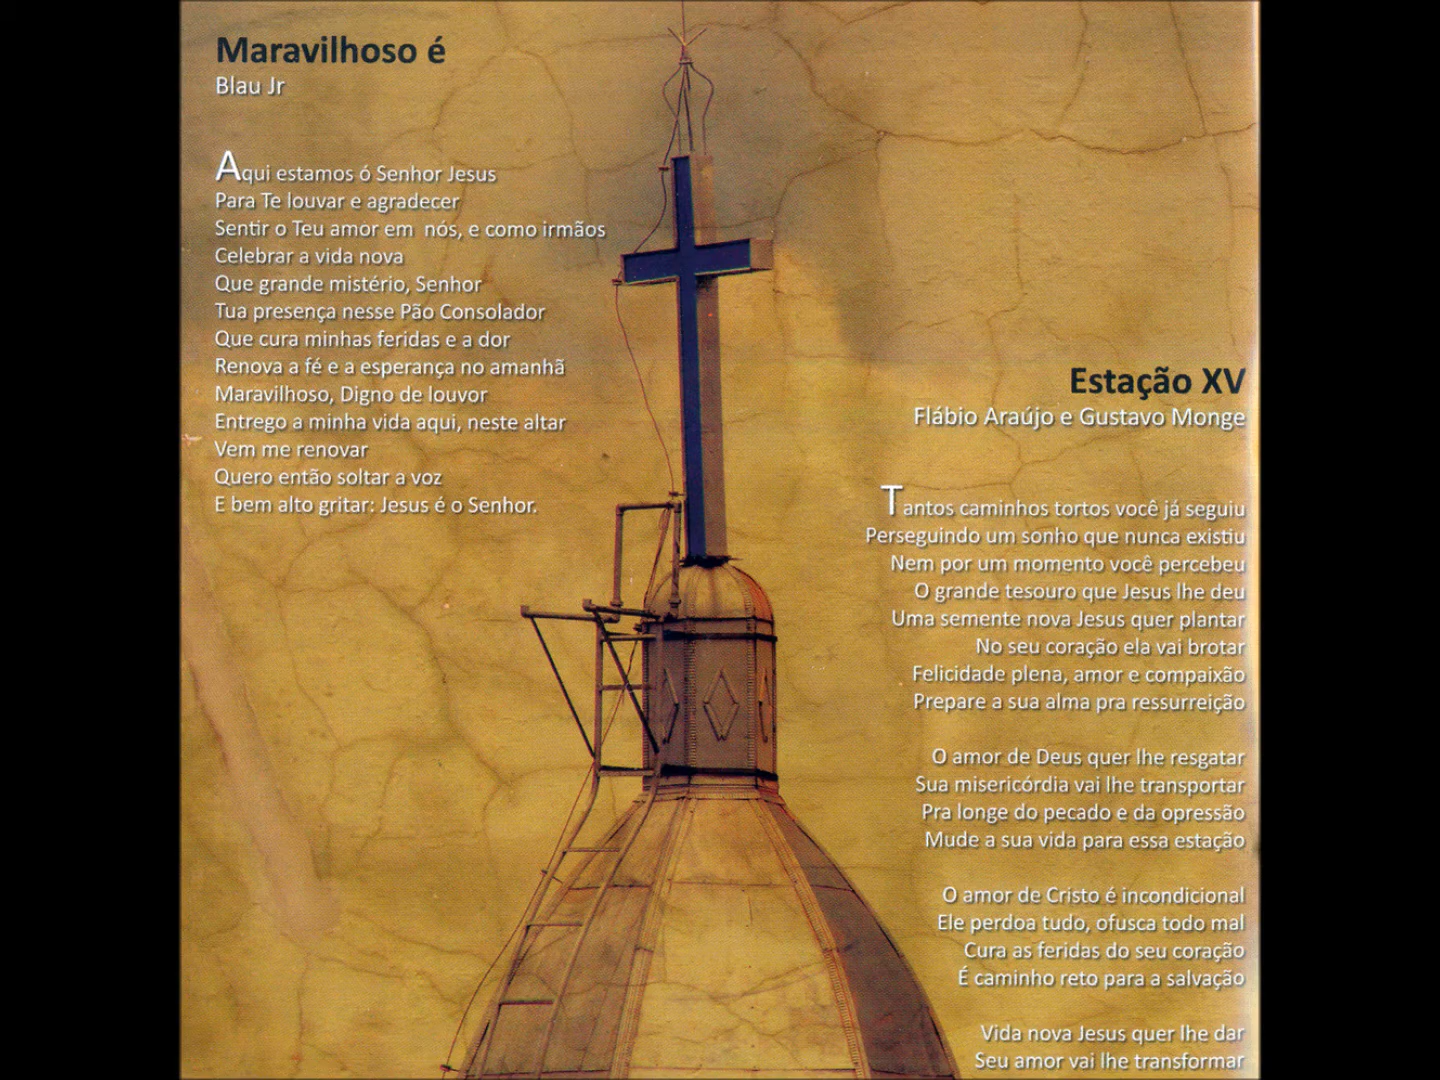 Maravilhoso é
Blau Jr
Aqui estamos ó Senhor Jesus
Para Te louvar e agradecer
Sentir o Teu amor em nós, e como irmãos
Celebrar a vida nova
Que grande mistério, Senhor
Tua presença nesse Pão Consolador
Que cura minhas feridas e a dor
Renova a fé e a esperança no amanhã
Maravilhoso, Digno de louvor
Entrego a minha vida aqui, neste altar
Vem me renovar
Quero então soltar a voz
E bem alto gritar: Jesus é o Senhor.
Estação XV
Flábio Araújo e Gustavo Monge
Tantos caminhos tortos você já seguiu
Perseguindo um sonho que nunca existiu
Nem por um momento você percebeu
O grande tesouro que Jesus lhe deu
Uma semente nova Jesus quer plantar
No seu coração ela vai brotar
Felicidade plena, amor e compaixão
Prepare a sua alma pra ressurreição
O amor de Deus quer lhe resgatar
Sua misericórdia vai lhe transportar
Pra longe do pecado e da opressão
Mude a sua vida para essa estação
O amor de Cristo é incondicional
Ele perdoa tudo, ofusca todo mal
Cura as feridas do seu coração
É caminho reto para a salvação
Vida nova Jesus quer lhe dar
Seu amor vai lhe transformar